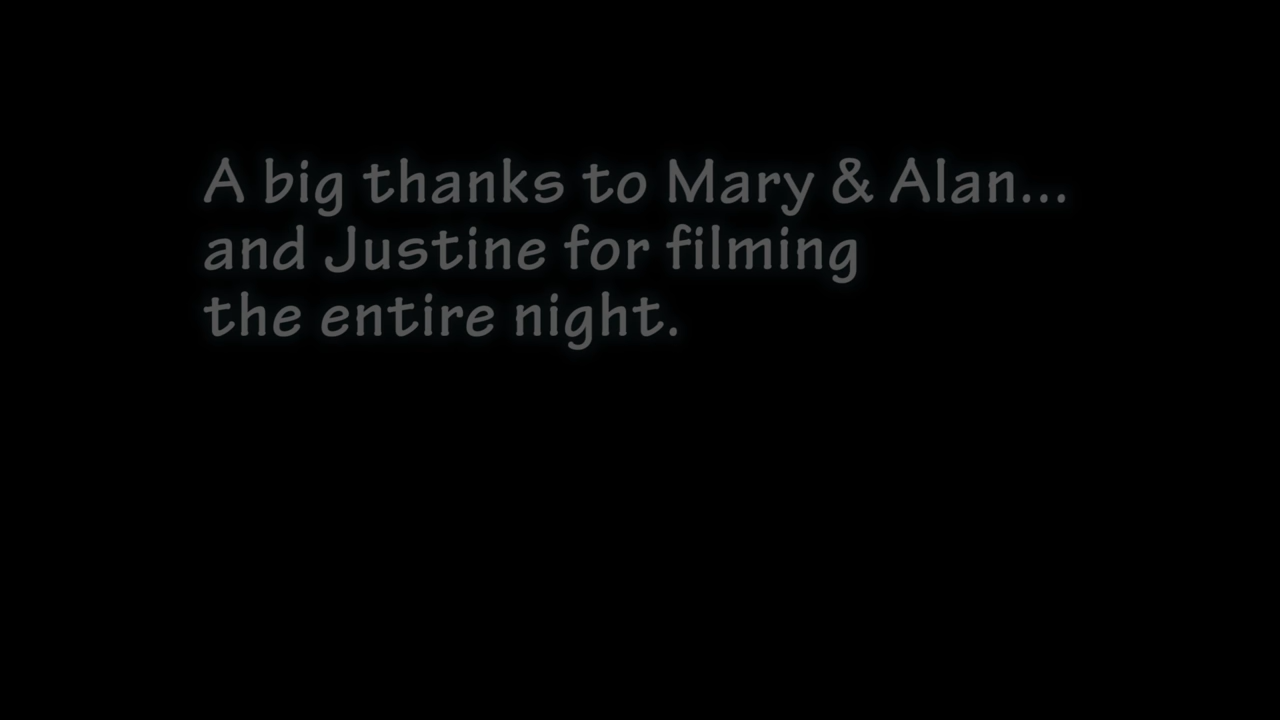 A big thanks to Mary & Alan...
and Justine for filming
the entire night.